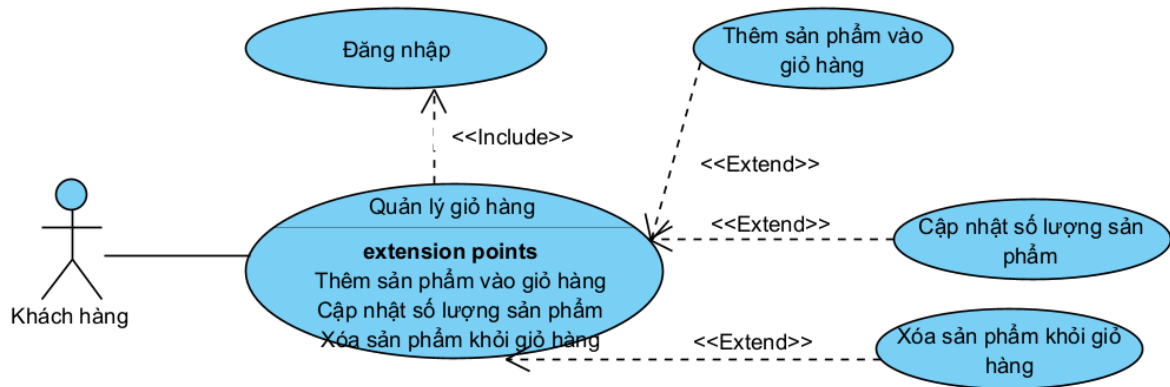 Đăng nhập
Thêm sản phẩm vào
giỏ hàng
<<Include>>
<<Extend>>
Quản lý giỏ hàng
extension points
Thêm sản phẩm vào giỏ hàng
Cập nhật số lượng sản phẩm
Xóa sản phẩm khỏi giỏ hàng
<<Extend>>
Cập nhật số lượng sản
phẩm
Khách hàng
<<Extend>>
Xóa sản phẩm khỏi giỏ
hàng